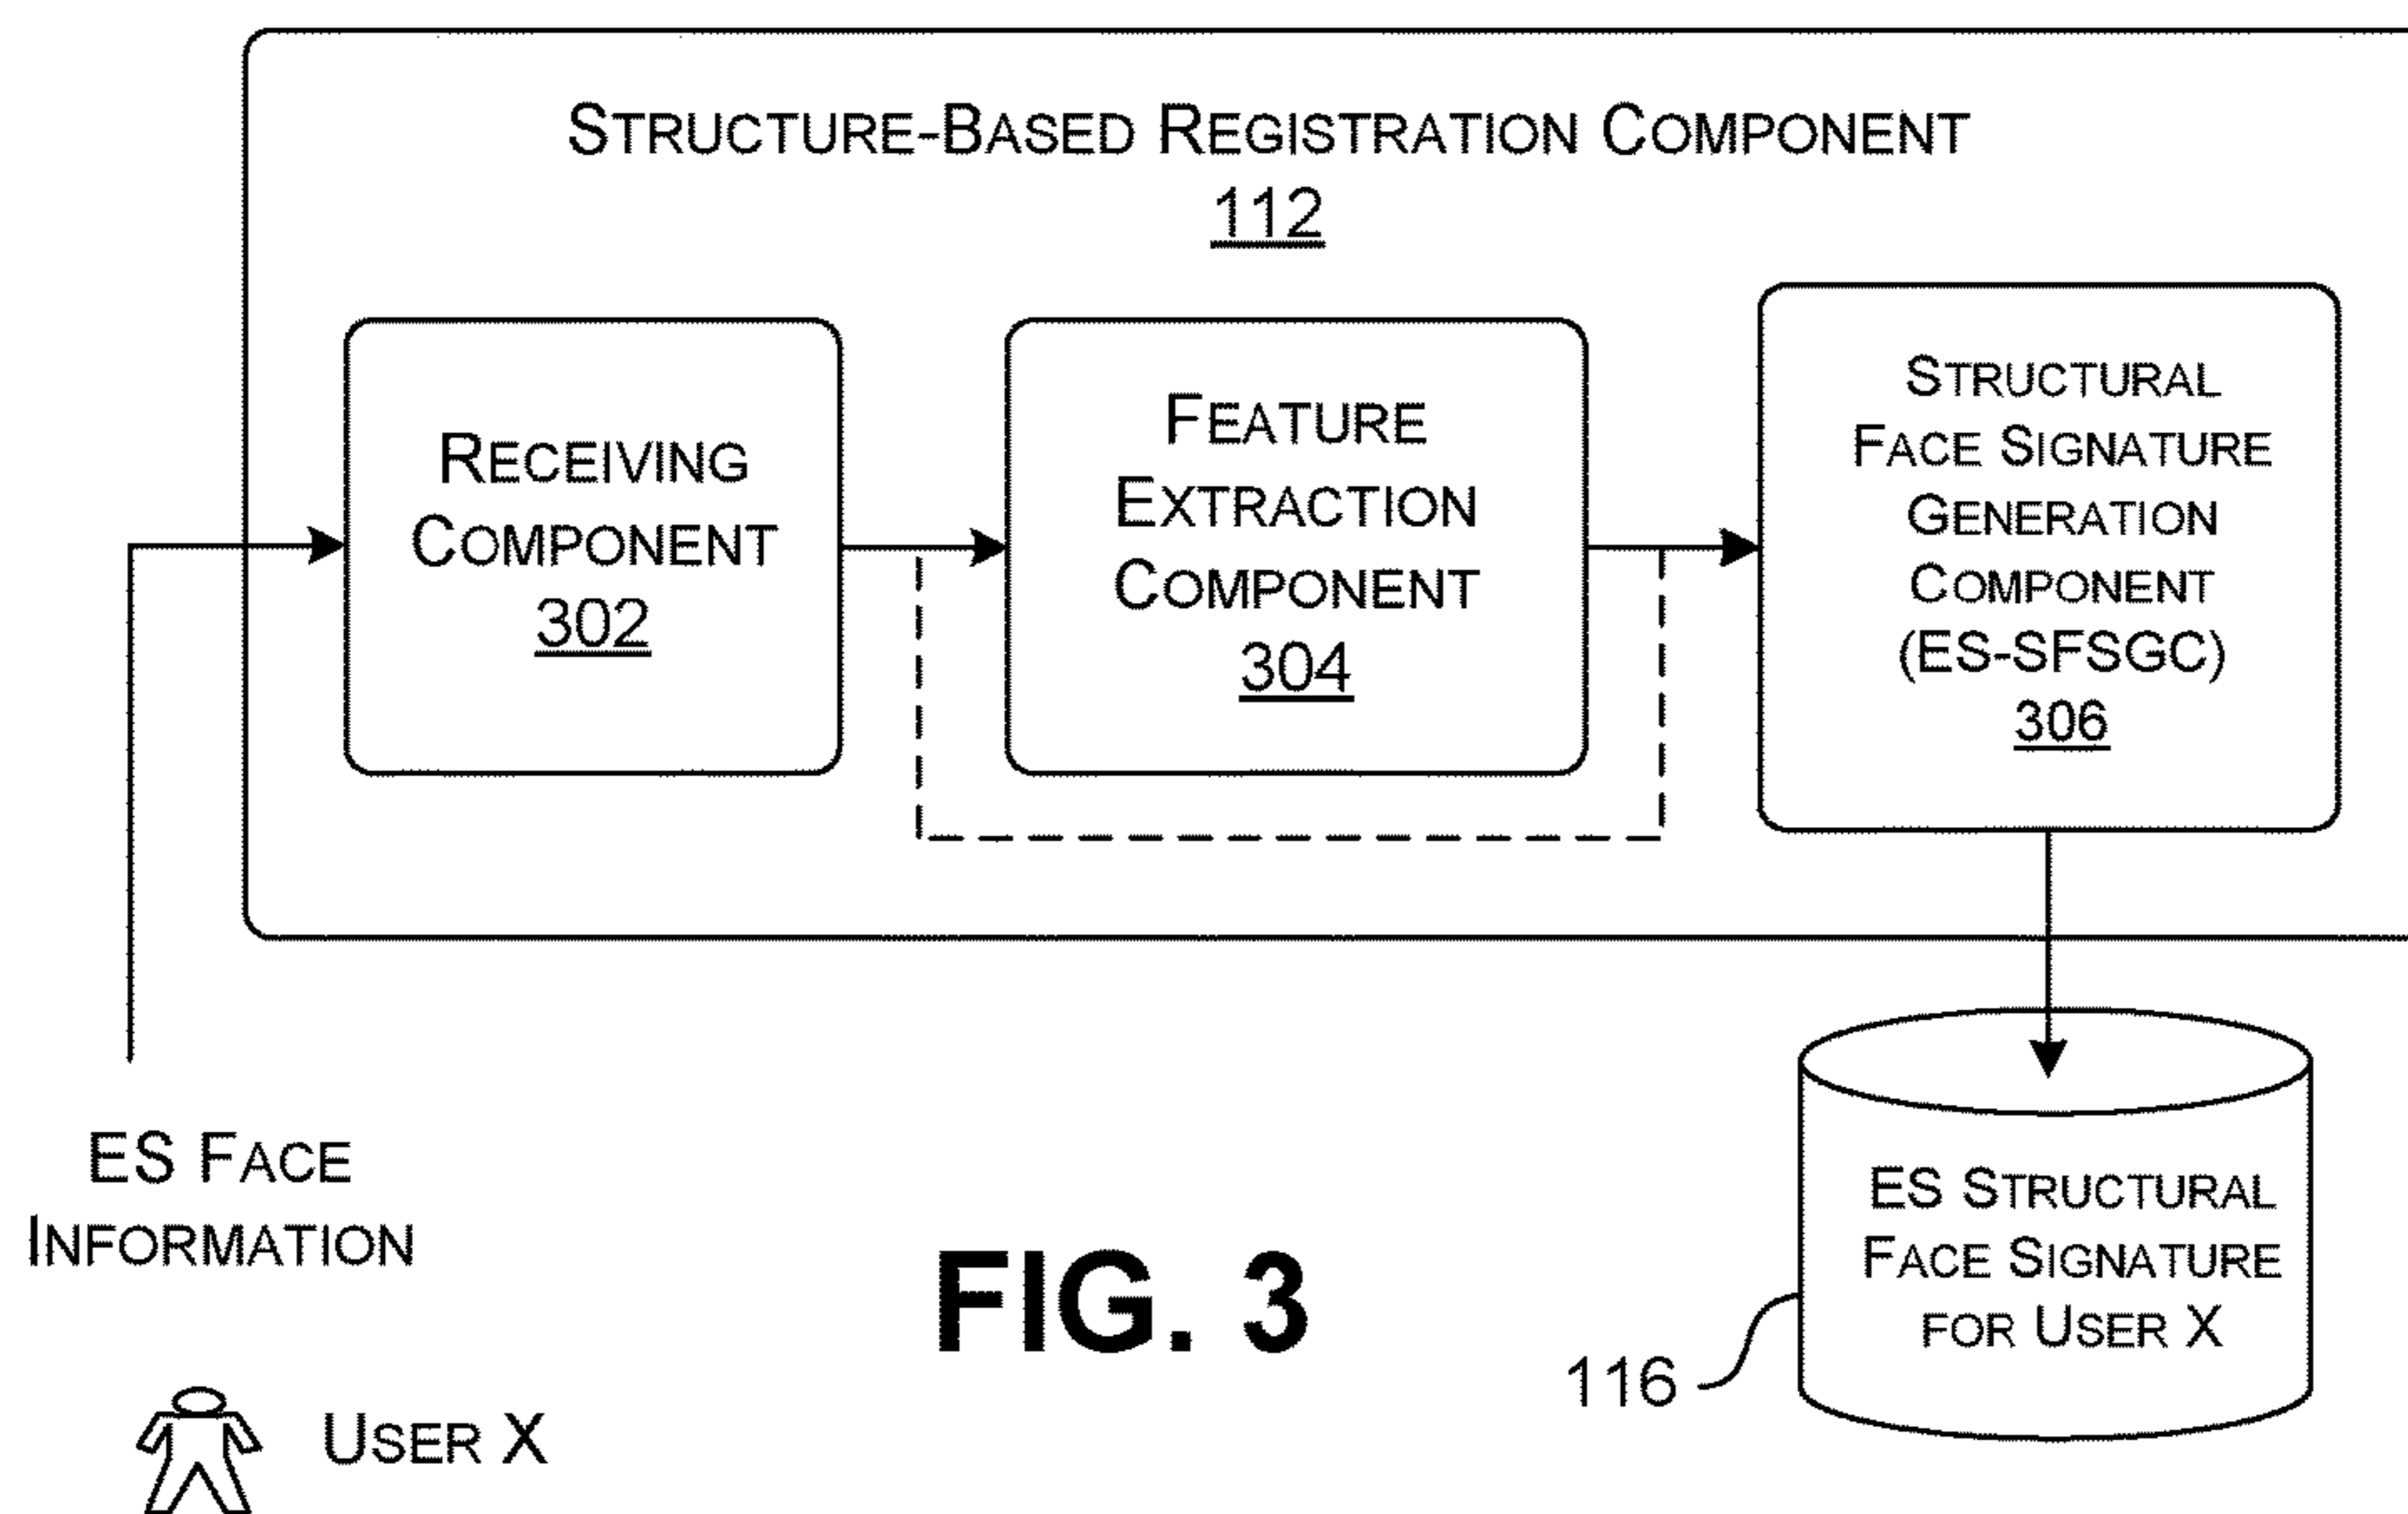 STRUCTURE-BASED REGISTRATION COMPONENT
112
RECEIVING
COMPONENT
302
FEATURE
EXTRACTION
COMPONENT
304
STRUCTURAL
FACE SIGNATURE
GENERATION
COMPONENT
(ES-SFSGC)
306
ES FACE
INFORMATION
USER X
FIG. 3
116
ES STRUCTURAL
FACE SIGNATURE
FOR USER X